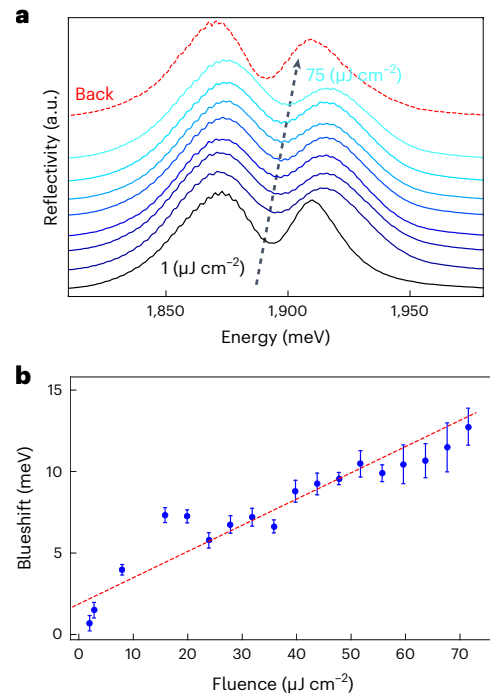 a
Back
75 (μJ cm⁻²)
1 (μJ cm⁻²)
Reflectivity (a.u.)
1,850
1,900
1,950
Energy (meV)
b
15
10
5
0
Blueshift (meV)
0
10
20
30
40
50
60
70
Fluence (μJ cm⁻²)